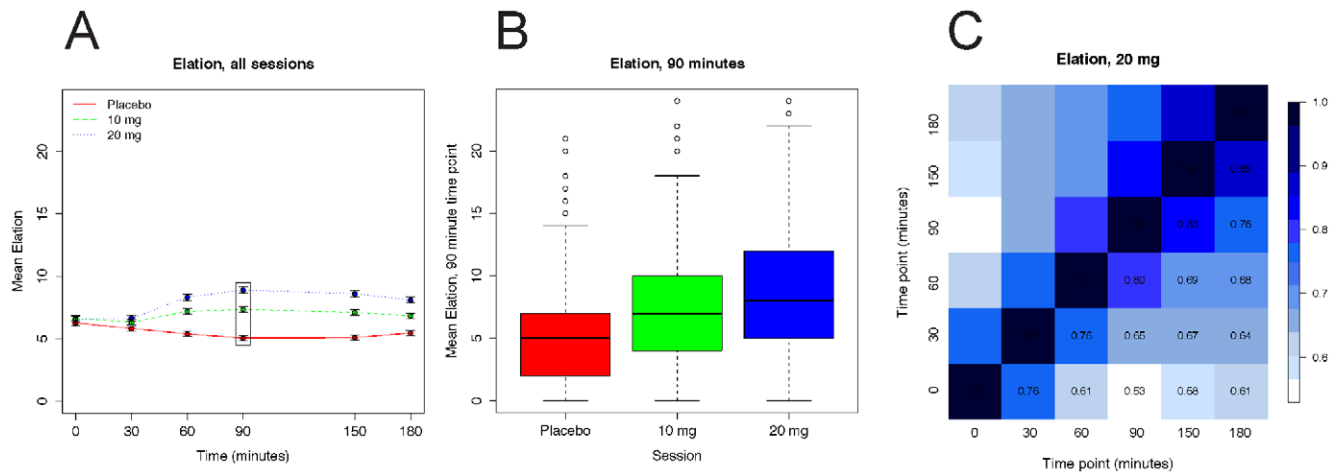 A
Elation, all sessions
Placebo
10 mg
20 mg
Mean Elation
20
15
10
5
0
0 30 60 90 150 180
Time (minutes)
B
Elation, 90 minutes
Mean Elation, 90 minute time point
20
15
10
5
0
Placebo 10 mg 20 mg
Session
C
Elation, 20 mg
Time point (minutes)
180
150
0.89
90
0.83 0.76
60
0.80 0.69 0.68
30
0.76 0.65 0.67 0.64
0
0.76 0.61 0.53 0.58 0.61
0 30 60 90 150 180
Time point (minutes)
1.0
0.9
0.8
0.7
0.6